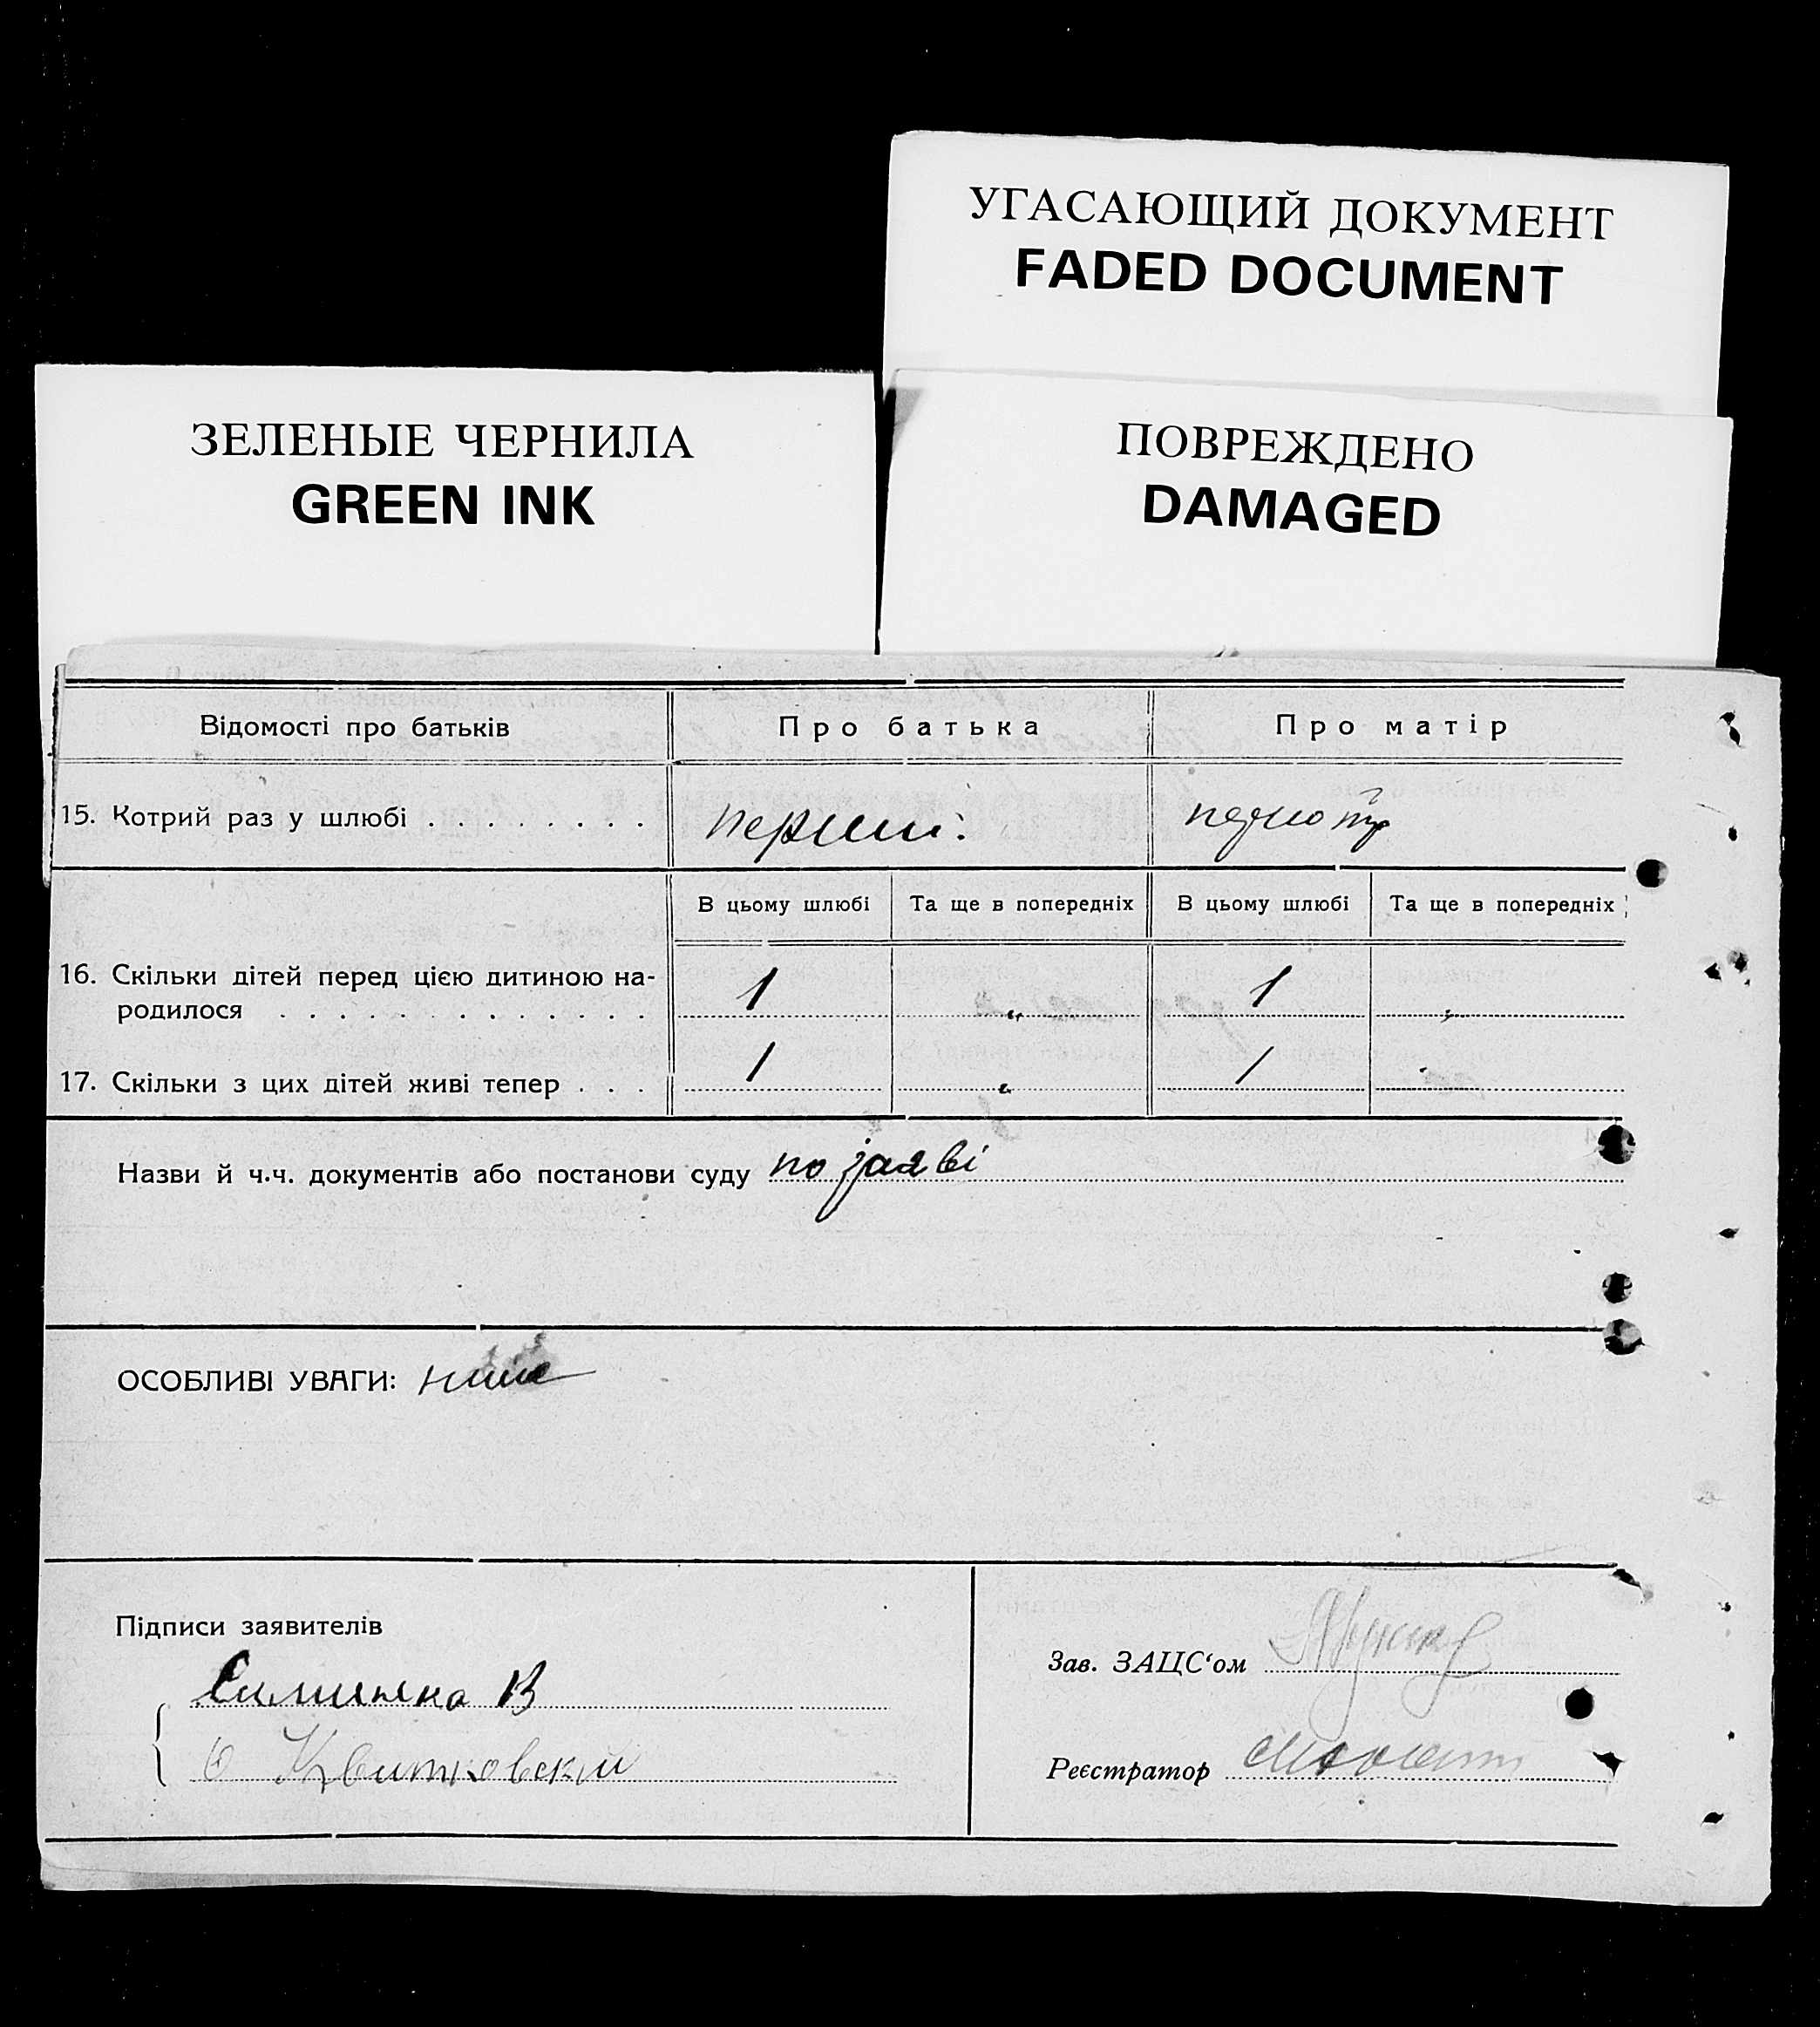 УГАСАЮЩИЙ ДОКУМЕНТ
FADED DOCUMENT
ЗЕЛЕНЫЕ ЧЕРНИЛА
GREEN INK
ПОВРЕЖДЕНО
DAMAGED
Відомості про батьків Про батька Про матір
15. Котрий раз у шлюбі . . . . . . . . перший.
В цьому шлюбі Та ще в попередніх В цьому шлюбі Та ще в попередніх
16. Скільки дітей перед цією дитиною на-
родилося . . . . . . . . . . . . . 1 „ 1 „
17. Скільки з цих дітей живі тепер . . . 1 „ 1
Назви й ч.ч. документів або постанови суду по заяві
ОСОБЛИВІ УВАГИ:
Підписи заявителів
В
Квитковский
Зав. ЗАЦС‘ом
Реєстратор